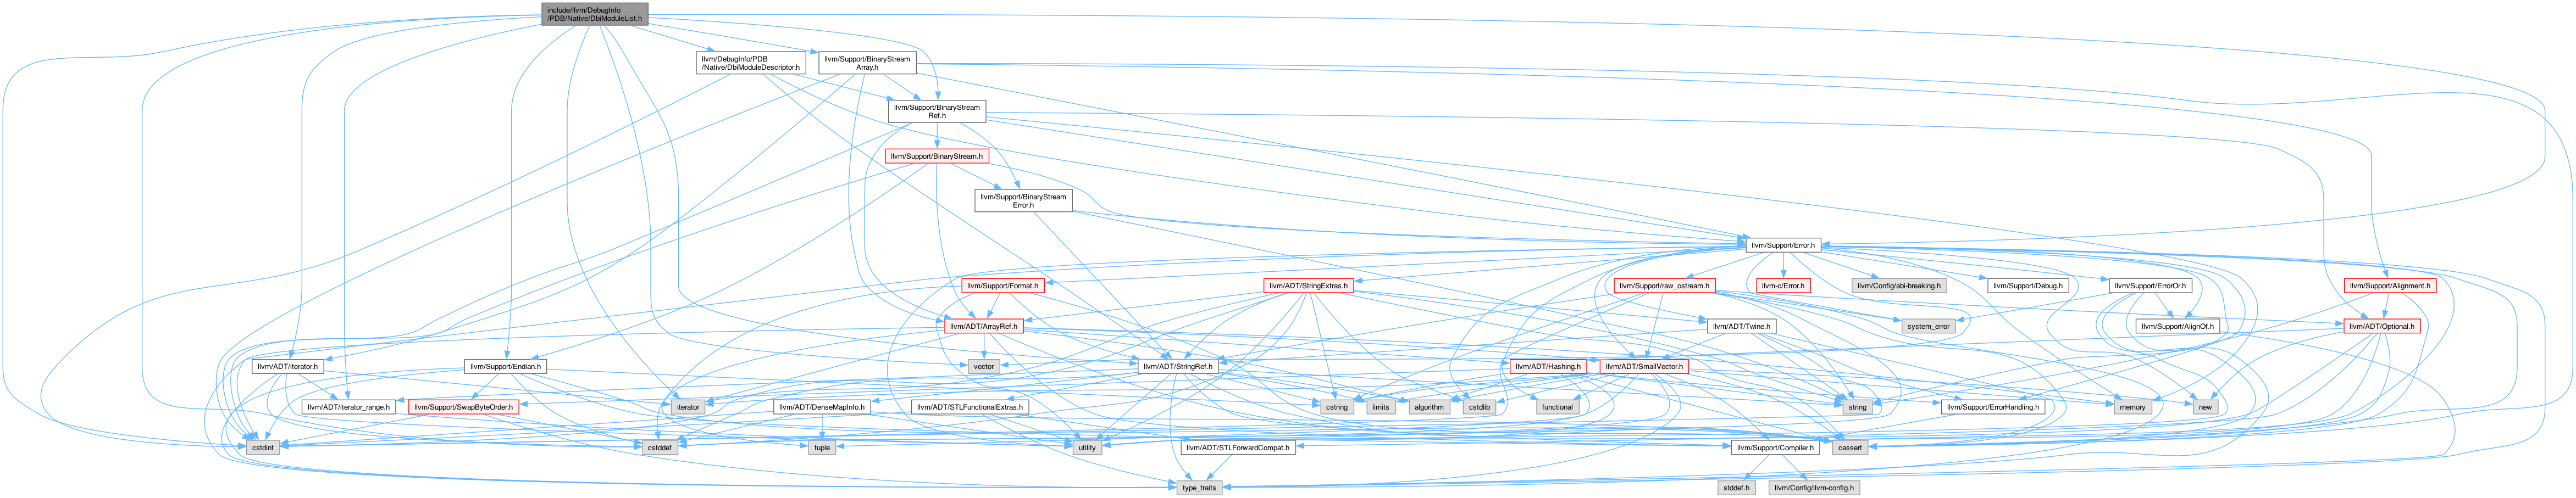 include/llvm/DebugInfo
/PDB/Native/DbiModuleList.h
llvm/DebugInfo/PDB
/Native/DbiModuleDescriptor.h
llvm/Support/BinaryStream
Array.h
llvm/Support/BinaryStream
Ref.h
llvm/Support/BinaryStream.h
llvm/Support/BinaryStream
Error.h
llvm/Support/Error.h
llvm/Support/Format.h
llvm/ADT/StringExtras.h
llvm/Support/raw_ostream.h
llvm-c/Error.h
llvm/Config/abi-breaking.h
llvm/Support/Debug.h
llvm/Support/ErrorOr.h
llvm/Support/Alignment.h
llvm/ADT/ArrayRef.h
llvm/ADT/Twine.h
system_error
llvm/Support/AlignOf.h
llvm/ADT/Optional.h
llvm/ADT/iterator.h
llvm/Support/Endian.h
vector
llvm/ADT/StringRef.h
llvm/ADT/Hashing.h
llvm/ADT/SmallVector.h
llvm/ADT/iterator_range.h
llvm/Support/SwapByteOrder.h
iterator
llvm/ADT/DenseMapInfo.h
llvm/ADT/STLFunctionalExtras.h
cstring
limits
algorithm
cstdlib
functional
string
llvm/Support/ErrorHandling.h
memory
new
cstdint
cstddef
tuple
utility
llvm/ADT/STLForwardCompat.h
llvm/Support/Compiler.h
cassert
type_traits
stddef.h
llvm/Config/llvm-config.h